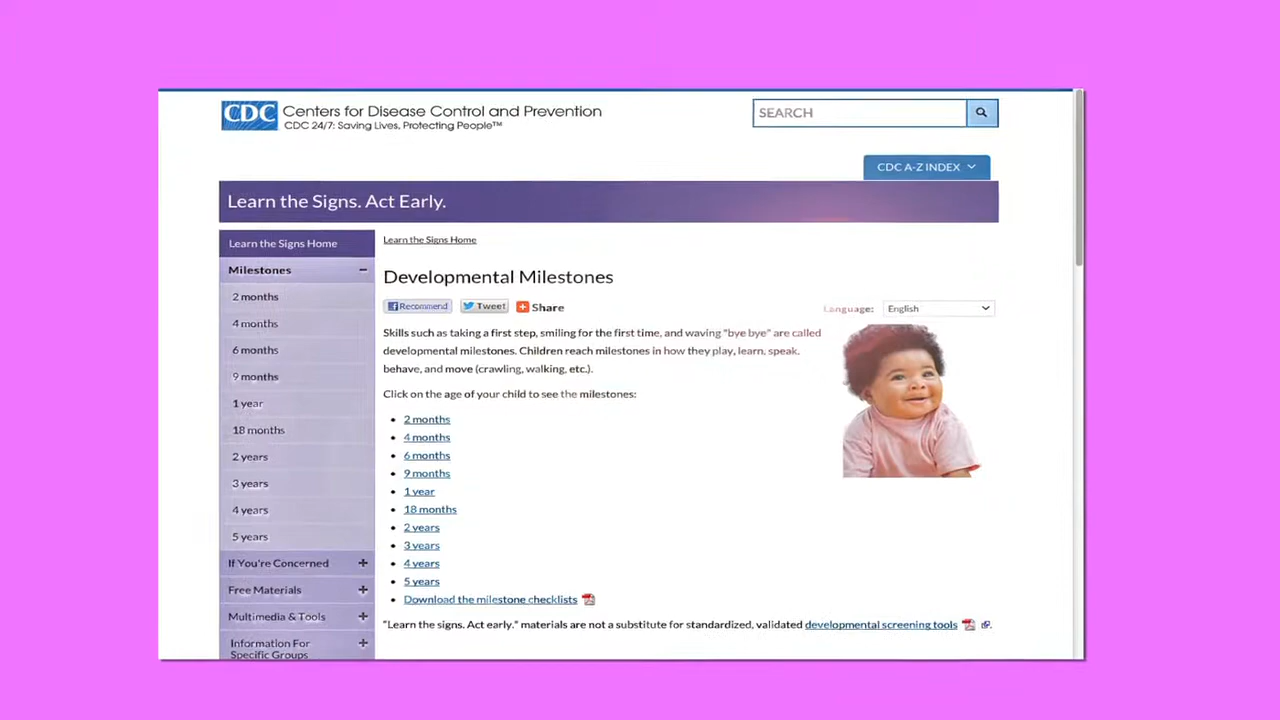 CDC Centers for Disease Control and Prevention
CDC 24/7: Saving Lives, Protecting People™
SEARCH
CDC A-Z INDEX
Learn the Signs. Act Early.
Learn the Signs Home
Milestones
2 months
4 months
6 months
9 months
1 year
18 months
2 years
3 years
4 years
5 years
If You're Concerned
Free Materials
Multimedia & Tools
Information For
Specific Groups
Learn the Signs Home
Developmental Milestones
Recommend Tweet Share
Language: English
Skills such as taking a first step, smiling for the first time, and waving "bye bye" are called
developmental milestones. Children reach milestones in how they play, learn, speak,
behave, and move (crawling, walking, etc.).
Click on the age of your child to see the milestones:
• 2 months
• 4 months
• 6 months
• 9 months
• 1 year
• 18 months
• 2 years
• 3 years
• 4 years
• 5 years
• Download the milestone checklists
"Learn the signs. Act early." materials are not a substitute for standardized, validated developmental screening tools .